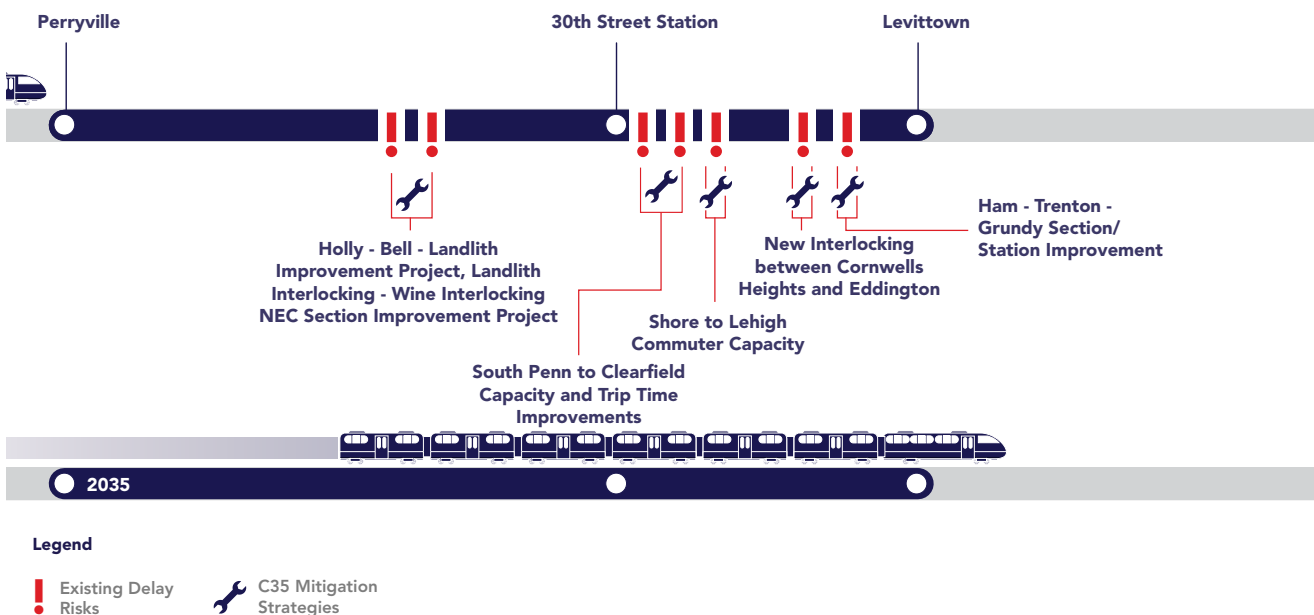 Perryville
30th Street Station
Levittown
Holly - Bell - Landlith
Improvement Project, Landlith
Interlocking - Wine Interlocking
NEC Section Improvement Project
South Penn to Clearfield
Capacity and Trip Time
Improvements
Shore to Lehigh
Commuter Capacity
New Interlocking
between Cornwells
Heights and Eddington
Ham - Trenton -
Grundy Section/
Station Improvement
2035
Legend
Existing Delay
Risks
C35 Mitigation
Strategies